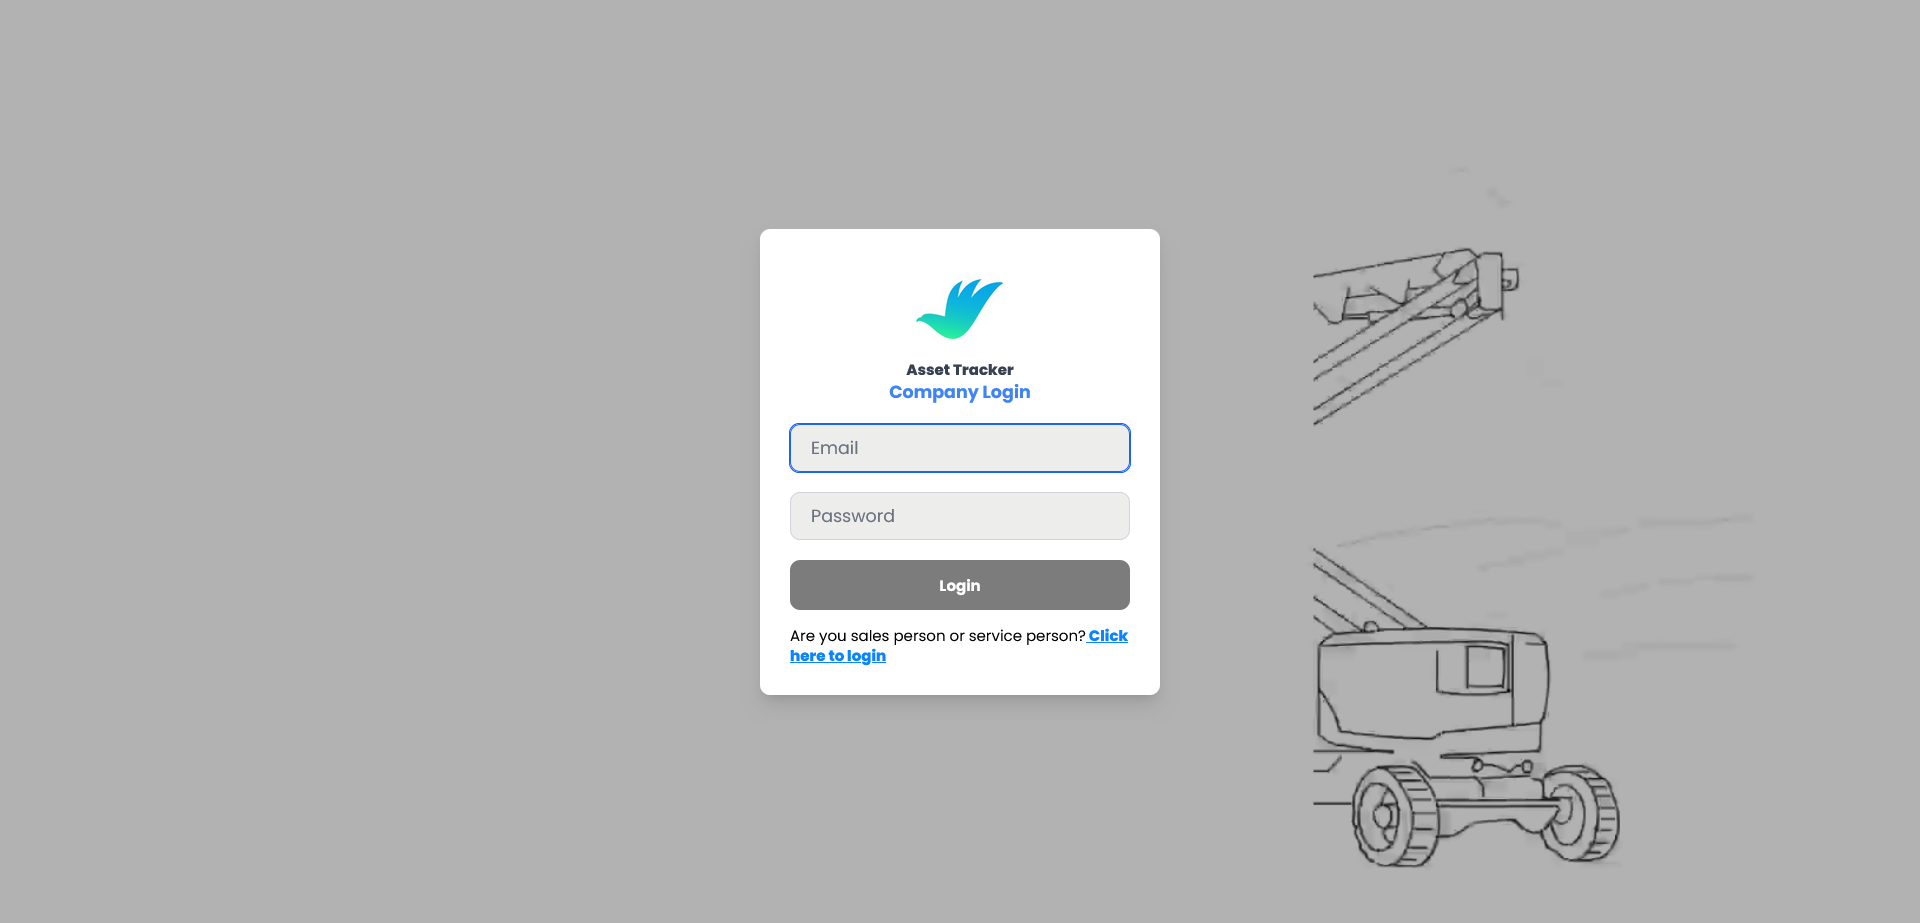 Asset Tracker
Company Login
Email
Password
Login
Are you sales person or service person? Click
here to login